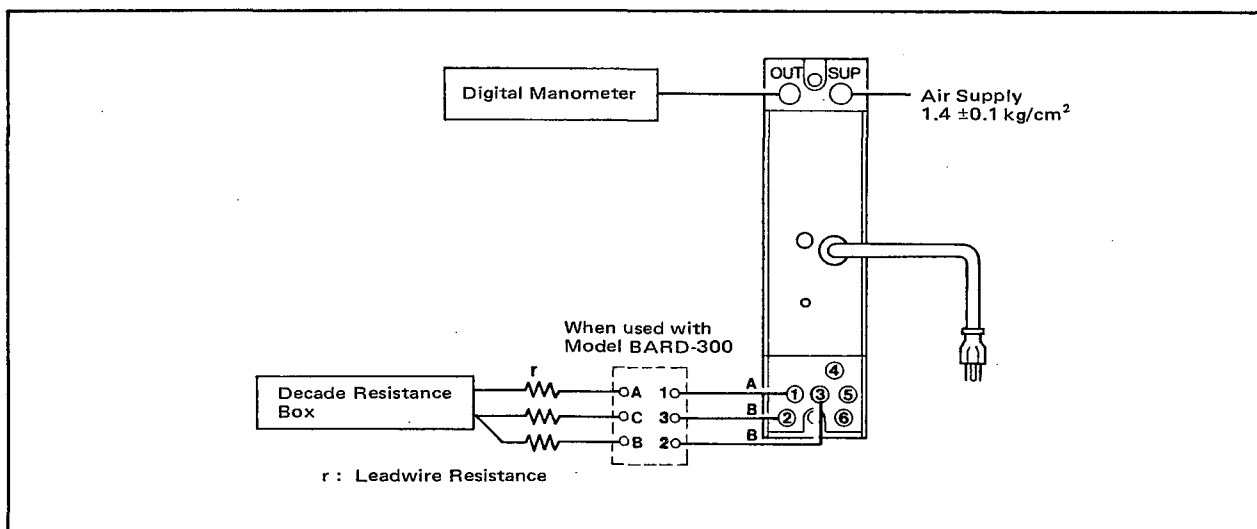 OUT SUP
Digital Manometer
Air Supply
1.4 ±0.1 kg/cm²
When used with
Model BARD-300
④
r
A 1 A ① ③ ⑤
Decade Resistance
Box
C 3 B ② ⑥
B 2 B
r : Leadwire Resistance